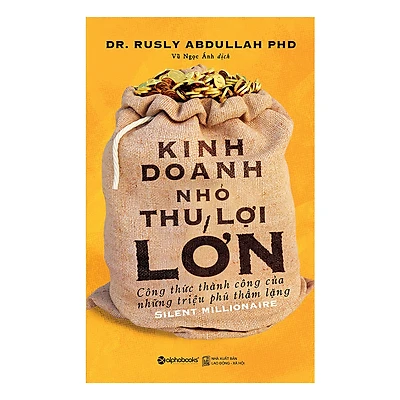 DR. RUSLY ABDULLAH PHD
Vũ Ngọc Ánh dịch
KINH
DOANH
NHỎ
THU LỢI
LỚN
Công thức thành công của
những triệu phú thầm lặng
SILENT MILLIONAIRE
alphabooks
NHÀ XUẤT BẢN
LAO ĐỘNG - XÃ HỘI